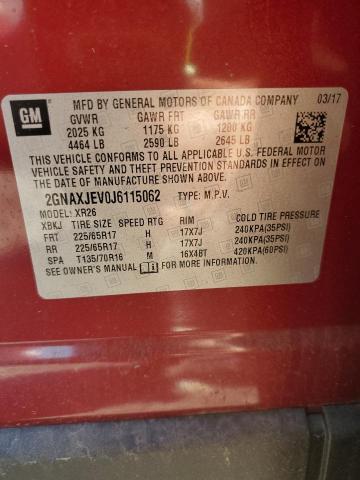 GM
MFD BY GENERAL MOTORS OF CANADA COMPANY 03/17
GVWR GAWR FRT GAWR RR
2025 KG 1175 KG 1200 KG
4464 LB 2590 LB 2645 LB
THIS VEHICLE CONFORMS TO ALL APPLICABLE U.S. FEDERAL MOTOR
VEHICLE SAFETY AND THEFT PREVENTION STANDARDS IN EFFECT ON THE
DATE OF MANUFACTURE SHOWN ABOVE.
2GNAXJEV0J6115062 TYPE: M.P.V.
MODEL: XR26
XBKJ TIRE SIZE SPEED RTG RIM COLD TIRE PRESSURE
FRT 225/65R17 H 17X7J 240KPA(35PSI)
RR 225/65R17 H 17X7J 240KPA(35PSI)
SPA T135/70R16 M 16X4BT 420KPA(60PSI)
SEE OWNER'S MANUAL FOR MORE INFORMATION.